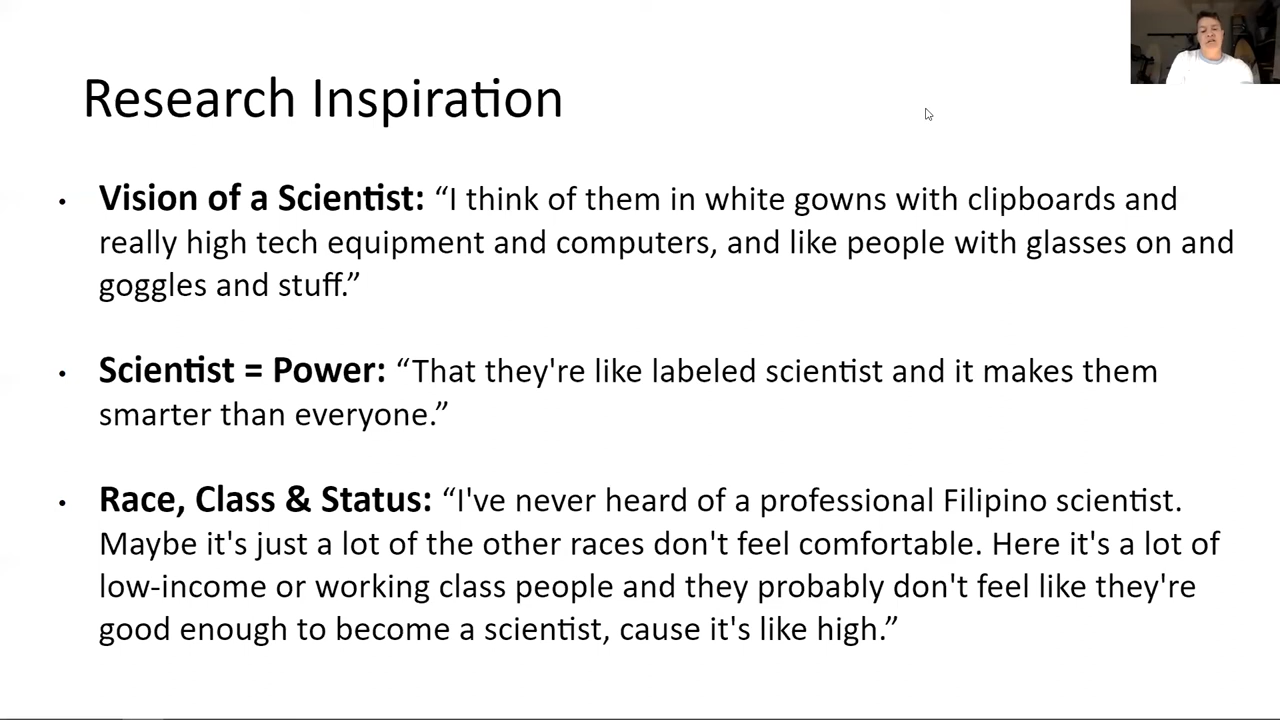 Research Inspiration
• Vision of a Scientist: “I think of them in white gowns with clipboards and
really high tech equipment and computers, and like people with glasses on and
goggles and stuff.”
• Scientist = Power: “That they're like labeled scientist and it makes them
smarter than everyone.”
• Race, Class & Status: “I've never heard of a professional Filipino scientist.
Maybe it's just a lot of the other races don't feel comfortable. Here it's a lot of
low-income or working class people and they probably don't feel like they're
good enough to become a scientist, cause it's like high.”